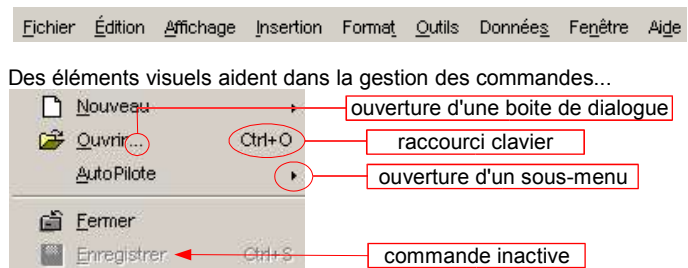 Fichier Édition Affichage Insertion Format Outils Données Fenêtre Aide
Des éléments visuels aident dans la gestion des commandes...
Nouveau ouverture d'une boite de dialogue
Ouvrir... Ctrl+O raccourci clavier
AutoPilote ouverture d'un sous-menu
Fermer
Enregistrer Ctrl+S commande inactive